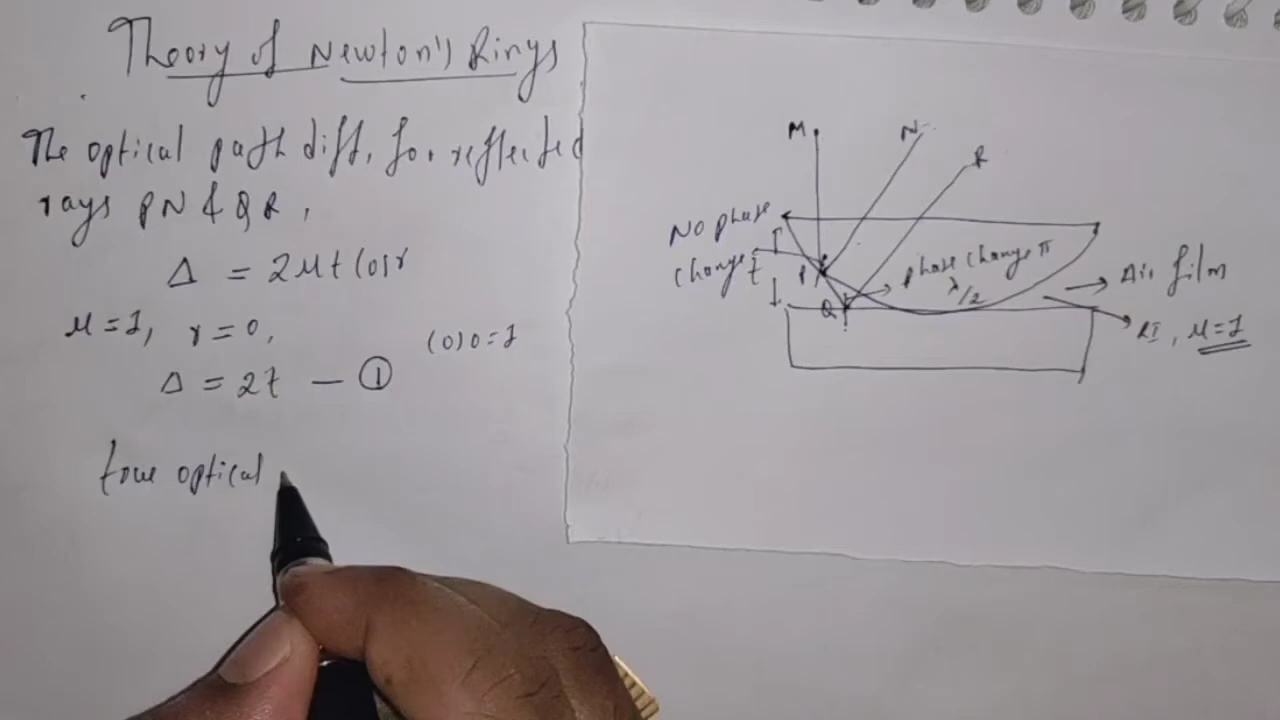 Theory of Newton's Rings
The optical path diff, for reflected
rays PN & QR,
Δ = 2μt cos r
μ = 1, r = 0,
cos 0 = 1
Δ = 2t — ①
true optical
M
N
R
No phase
change
t
P
Q
phase change π
λ/2
Air film
RI, μ = 1